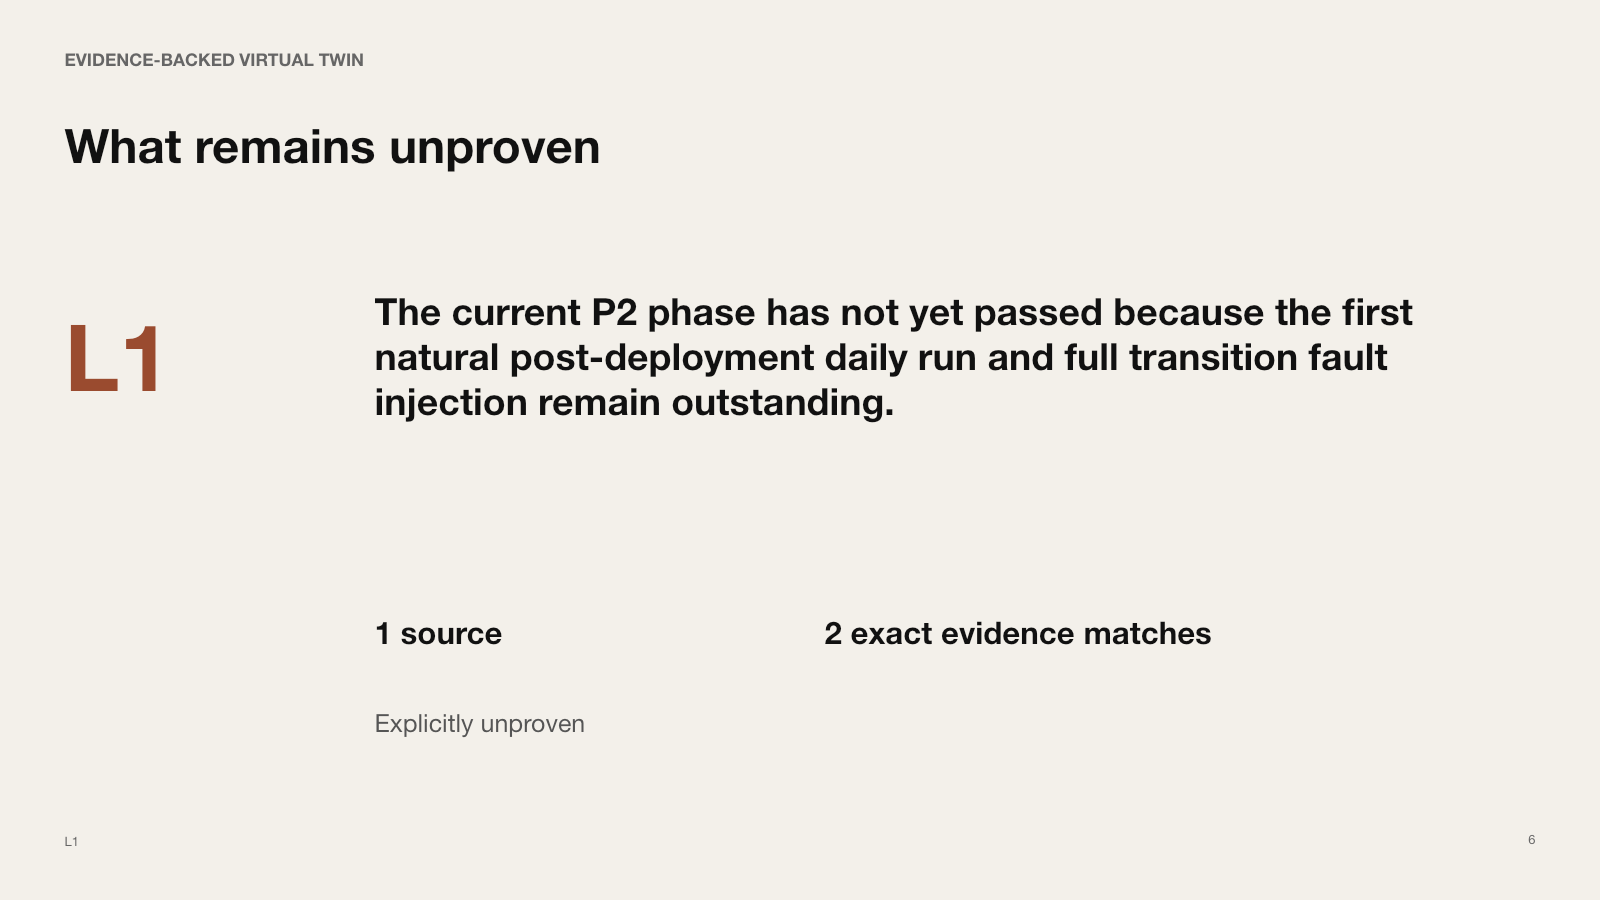 EVIDENCE-BACKED VIRTUAL TWIN
What remains unproven
L1
The current P2 phase has not yet passed because the first
natural post-deployment daily run and full transition fault
injection remain outstanding.
1 source
2 exact evidence matches
Explicitly unproven
L1
6